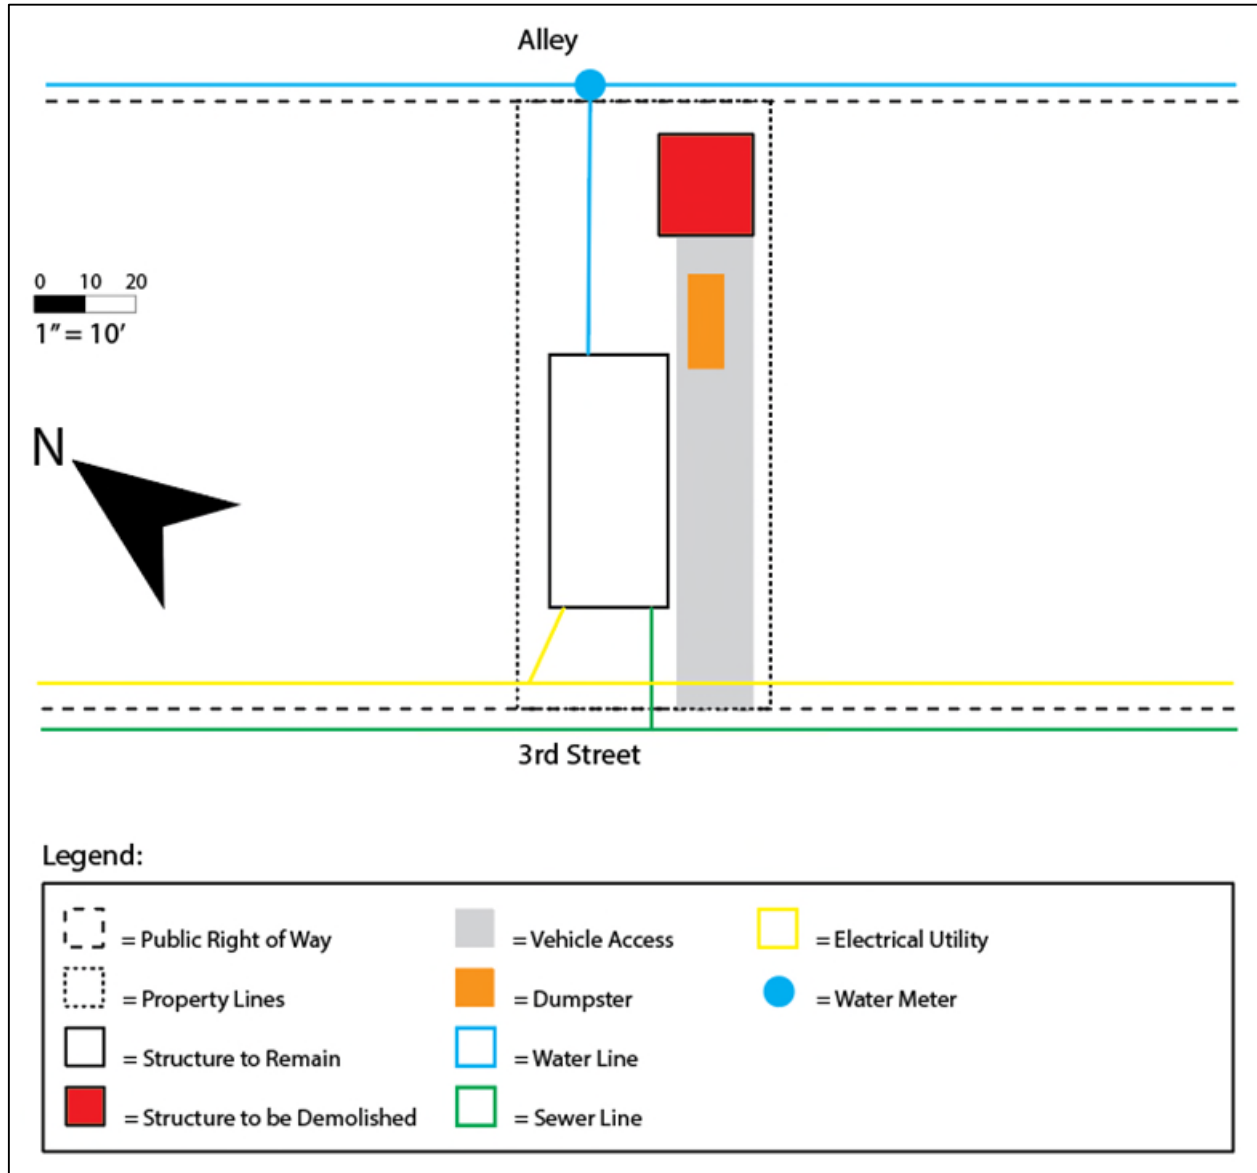 Alley
0 10 20
1” = 10’
N
3rd Street
Legend:
= Public Right of Way
= Vehicle Access
= Electrical Utility
= Property Lines
= Dumpster
= Water Meter
= Structure to Remain
= Water Line
= Structure to be Demolished
= Sewer Line